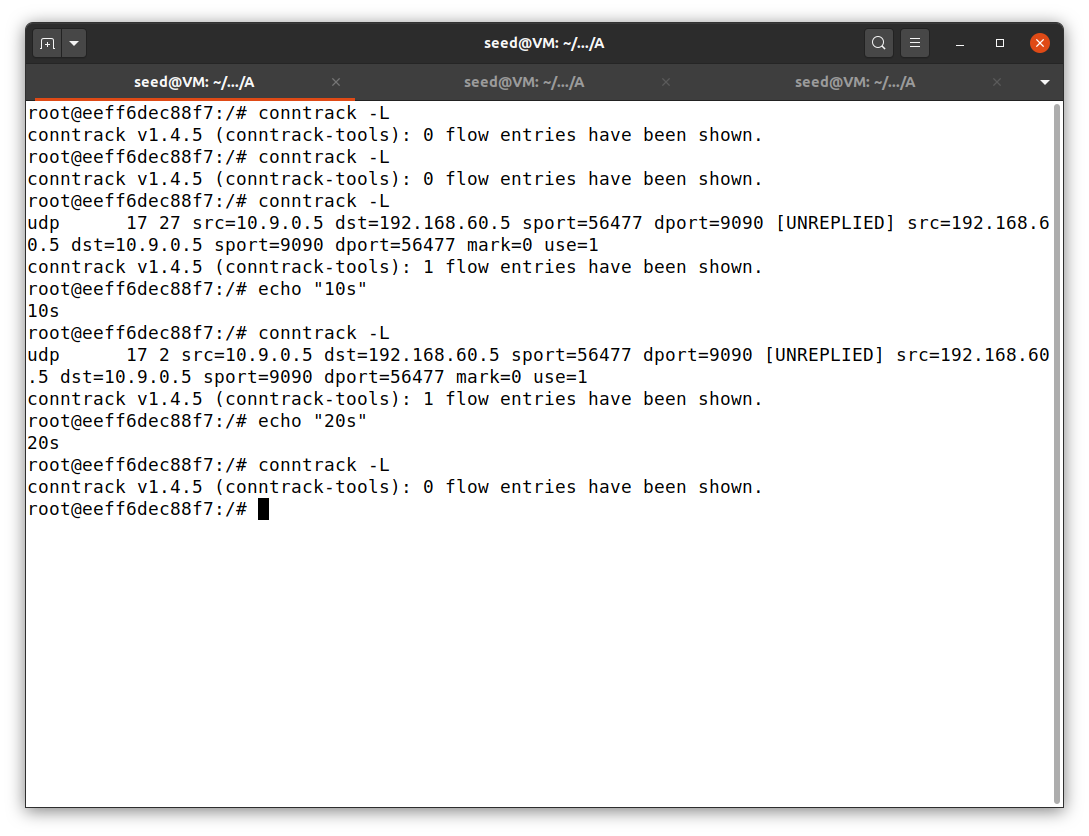 seed@VM: ~/.../A
seed@VM: ~/.../A
seed@VM: ~/.../A
seed@VM: ~/.../A
root@eeff6dec88f7:/# conntrack -L
conntrack v1.4.5 (conntrack-tools): 0 flow entries have been shown.
root@eeff6dec88f7:/# conntrack -L
conntrack v1.4.5 (conntrack-tools): 0 flow entries have been shown.
root@eeff6dec88f7:/# conntrack -L
udp      17 27 src=10.9.0.5 dst=192.168.60.5 sport=56477 dport=9090 [UNREPLIED] src=192.168.6
0.5 dst=10.9.0.5 sport=9090 dport=56477 mark=0 use=1
conntrack v1.4.5 (conntrack-tools): 1 flow entries have been shown.
root@eeff6dec88f7:/# echo "10s"
10s
root@eeff6dec88f7:/# conntrack -L
udp      17 2 src=10.9.0.5 dst=192.168.60.5 sport=56477 dport=9090 [UNREPLIED] src=192.168.60
.5 dst=10.9.0.5 sport=9090 dport=56477 mark=0 use=1
conntrack v1.4.5 (conntrack-tools): 1 flow entries have been shown.
root@eeff6dec88f7:/# echo "20s"
20s
root@eeff6dec88f7:/# conntrack -L
conntrack v1.4.5 (conntrack-tools): 0 flow entries have been shown.
root@eeff6dec88f7:/#